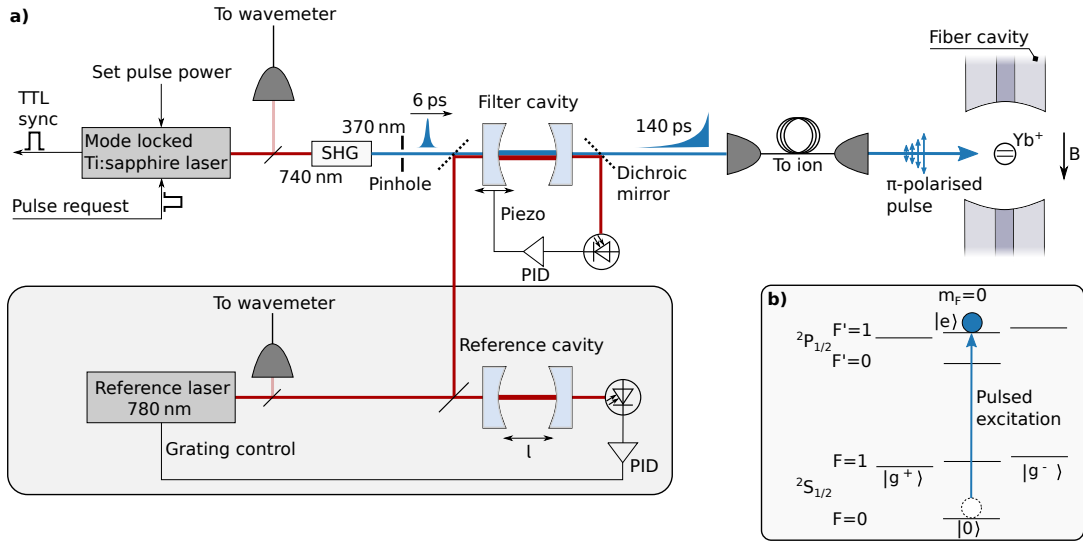 a)
To wavemeter
Set pulse power
TTL
sync
Mode locked
Ti:sapphire laser
Pulse request
740 nm
SHG
370 nm
Pinhole
6 ps
Filter cavity
Piezo
PID
140 ps
Dichroic
mirror
To ion
π-polarised
pulse
Fiber cavity
Yb⁺
B
To wavemeter
Reference laser
780 nm
Grating control
Reference cavity
l
PID
b)
m_F=0
|e⟩
²P₁/₂
F'=1
F'=0
Pulsed
excitation
²S₁/₂
F=1
|g⁺⟩
|g⁻⟩
F=0
|0⟩